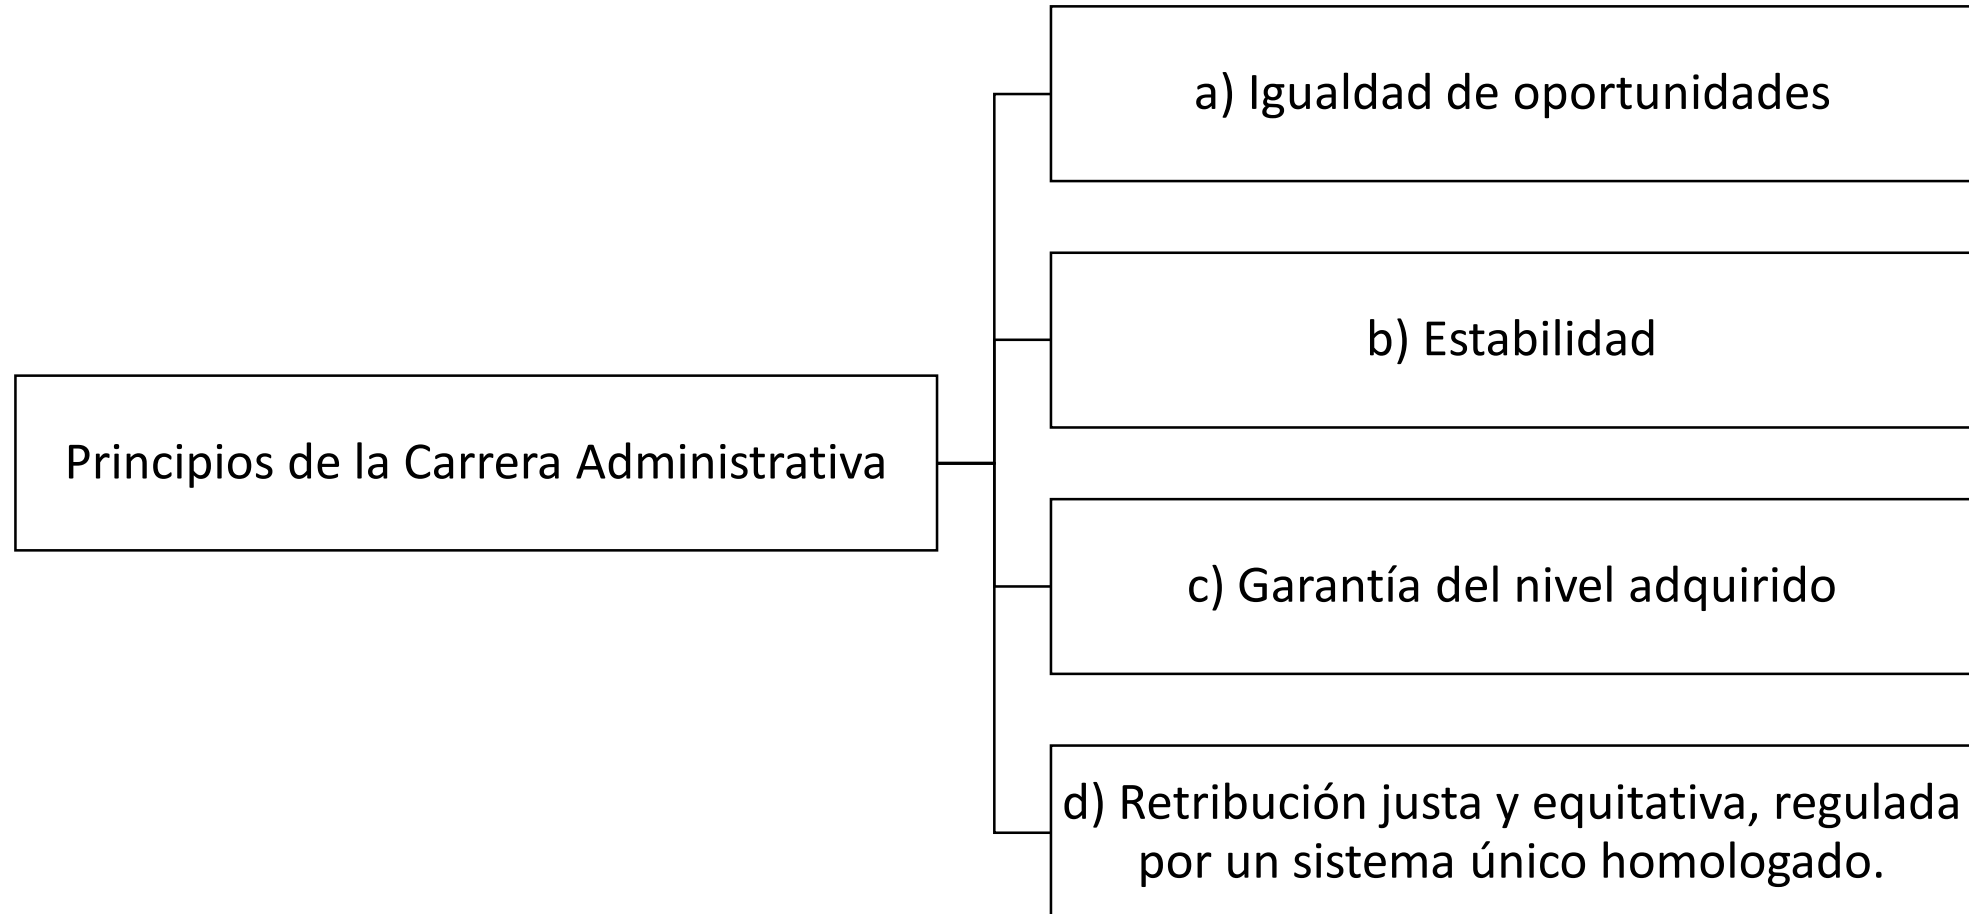 a) Igualdad de oportunidades
b) Estabilidad
Principios de la Carrera Administrativa
c) Garantía del nivel adquirido
d) Retribución justa y equitativa, regulada
por un sistema único homologado.